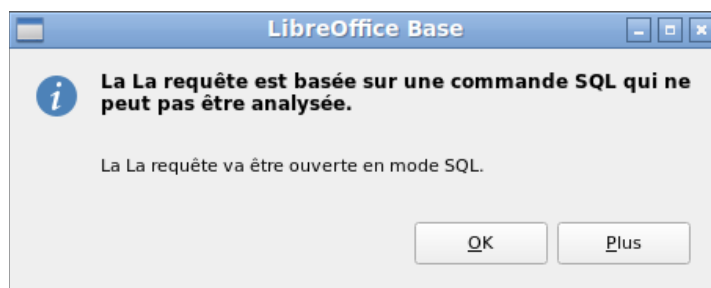 LibreOffice Base
La La requête est basée sur une commande SQL qui ne
peut pas être analysée.
La La requête va être ouverte en mode SQL.
OK
Plus